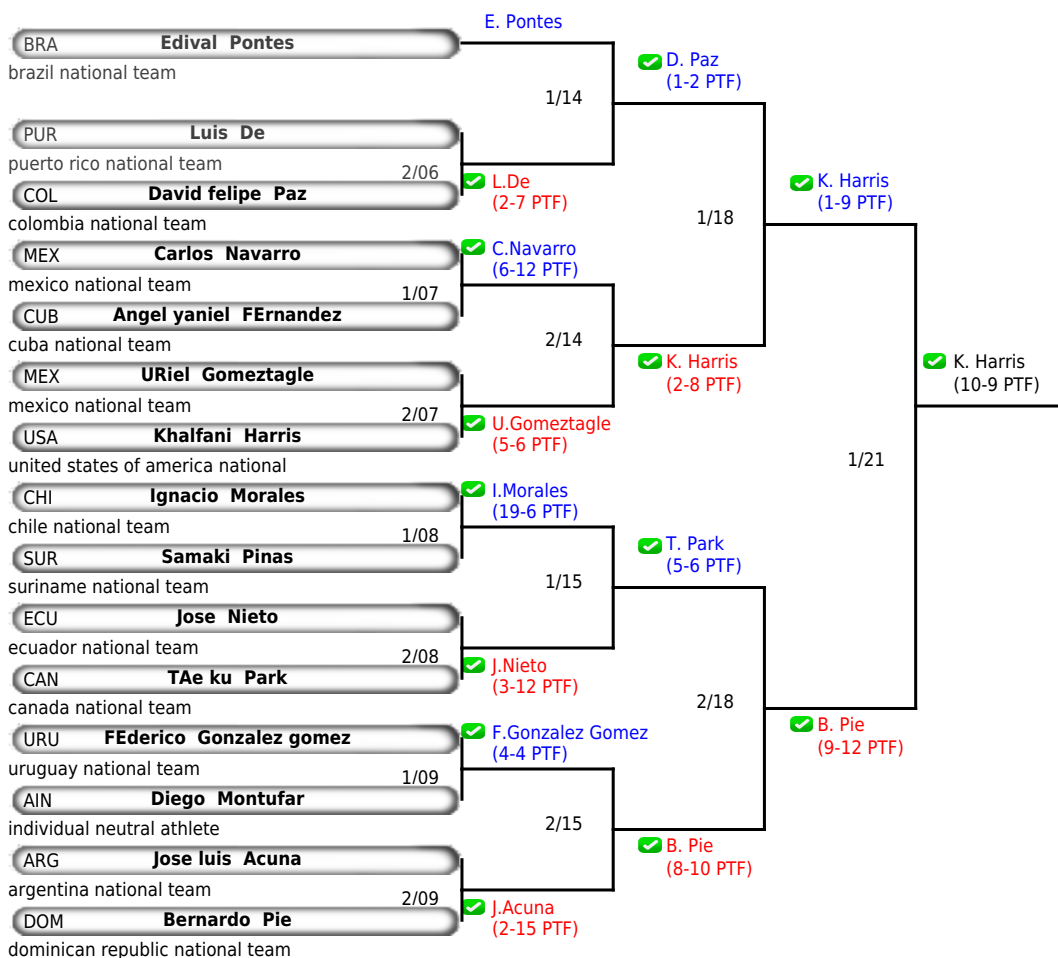 E. Pontes
BRA Edival Pontes
brazil national team
D. Paz
(1-2 PTF)
1/14
PUR Luis De
puerto rico national team
2/06
L.De
(2-7 PTF)
COL David felipe Paz
colombia national team
K. Harris
(1-9 PTF)
1/18
MEX Carlos Navarro
mexico national team
C.Navarro
(6-12 PTF)
1/07
CUB Angel yaniel FErnandez
cuba national team
2/14
K. Harris
(2-8 PTF)
K. Harris
(10-9 PTF)
MEX URiel Gomeztagle
mexico national team
2/07
U.Gomeztagle
(5-6 PTF)
USA Khalfani Harris
united states of america national
1/21
CHI Ignacio Morales
chile national team
I.Morales
(19-6 PTF)
1/08
SUR Samaki Pinas
suriname national team
T. Park
(5-6 PTF)
1/15
ECU Jose Nieto
ecuador national team
2/08
J.Nieto
(3-12 PTF)
CAN TAe ku Park
canada national team
2/18
B. Pie
(9-12 PTF)
URU FEderico Gonzalez gomez
uruguay national team
F.Gonzalez Gomez
(4-4 PTF)
1/09
AIN Diego Montufar
individual neutral athlete
2/15
B. Pie
(8-10 PTF)
ARG Jose luis Acuna
argentina national team
2/09
J.Acuna
(2-15 PTF)
DOM Bernardo Pie
dominican republic national team